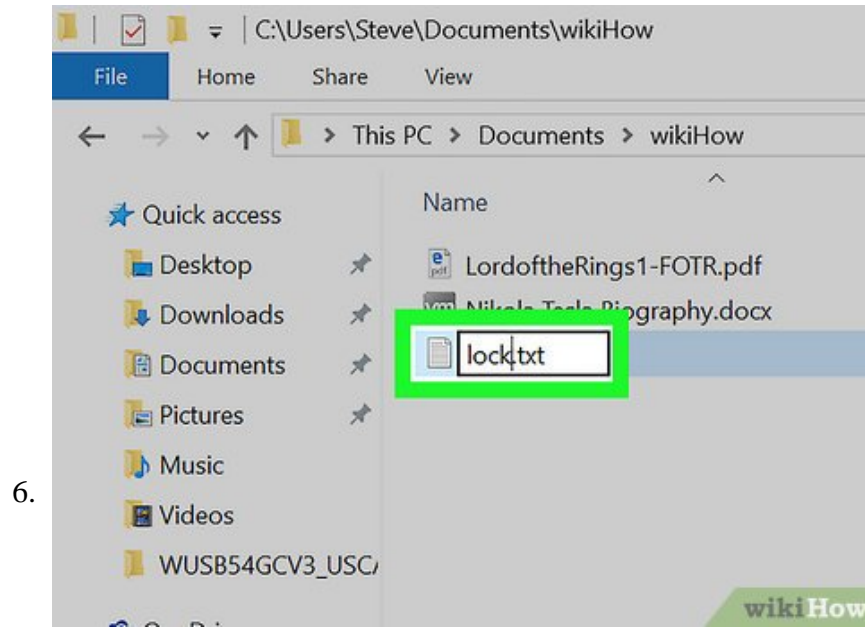 C:\Users\Steve\Documents\wikiHow
File Home Share View
This PC > Documents > wikiHow
Quick access
Name
Desktop
LordoftheRings1-FOTR.pdf
Downloads
Biography.docx
Documents
lock.txt
Pictures
Music
6.
Videos
WUSB54GCV3_USCA
wikiHow